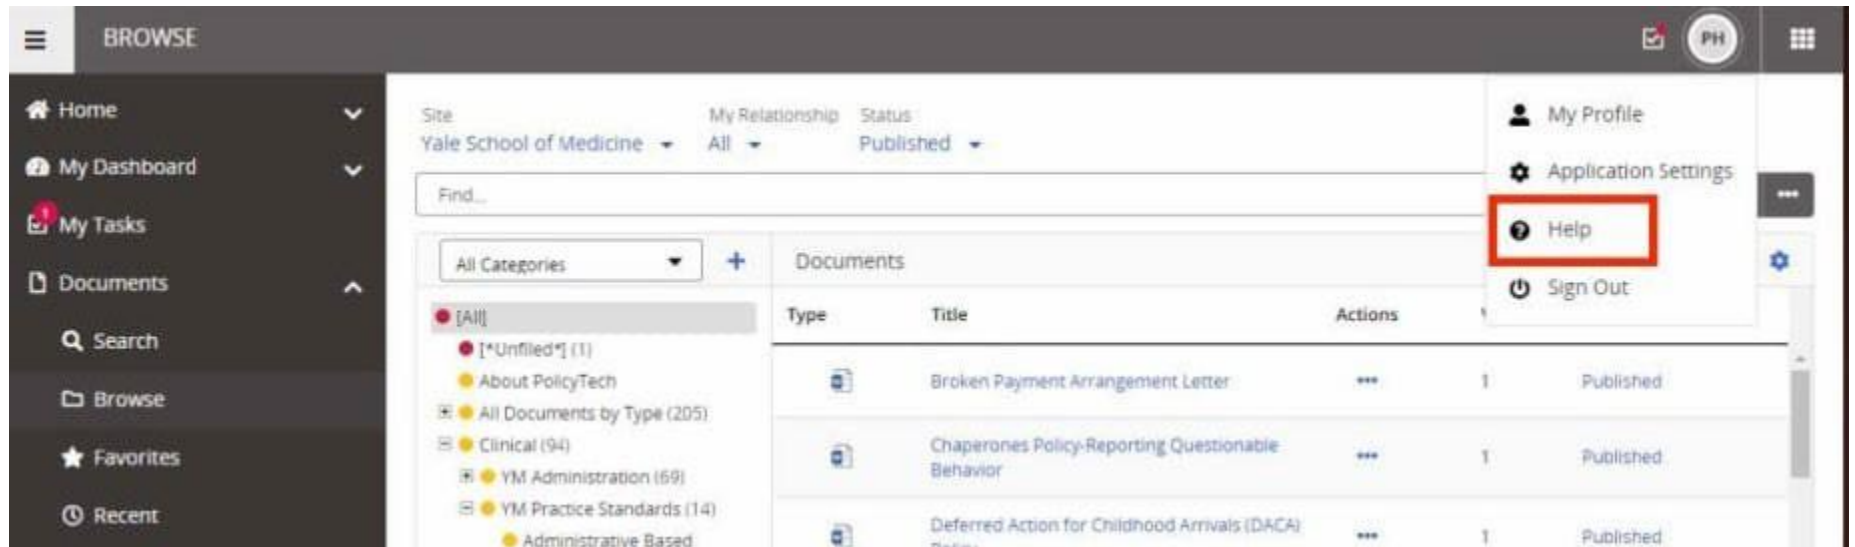 BROWSE
PH
Home
My Dashboard
1
My Tasks
Documents
Search
Browse
Favorites
Recent
Site
Yale School of Medicine
My Relationship
All
Status
Published
Find...
All Categories
[All]
[*Unfiled*] (1)
About PolicyTech
All Documents by Type (205)
Clinical (94)
YM Administration (69)
YM Practice Standards (14)
Administrative Based
Documents
Type Title Actions
Broken Payment Arrangement Letter 1 Published
Chaperones Policy-Reporting Questionable
Behavior
1 Published
Deferred Action for Childhood Arrivals (DACA)
1 Published
My Profile
Application Settings
Help
Sign Out